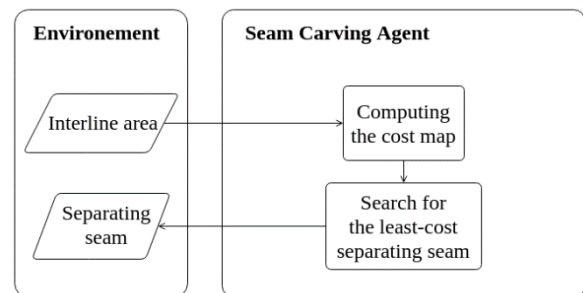 Environement
Seam Carving Agent
Interline area
Computing
the cost map
Separating
seam
Search for
the least-cost
separating seam